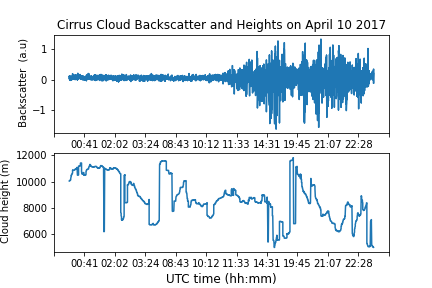 Cirrus Cloud Backscatter and Heights on April 10 2017
Backscatter (a.u)
1
0
−1
00:41 02:02 03:24 08:43 10:12 11:33 14:31 19:45 21:07 22:28
Cloud height (m)
12000
10000
8000
6000
00:41 02:02 03:24 08:43 10:12 11:33 14:31 19:45 21:07 22:28
UTC time (hh:mm)